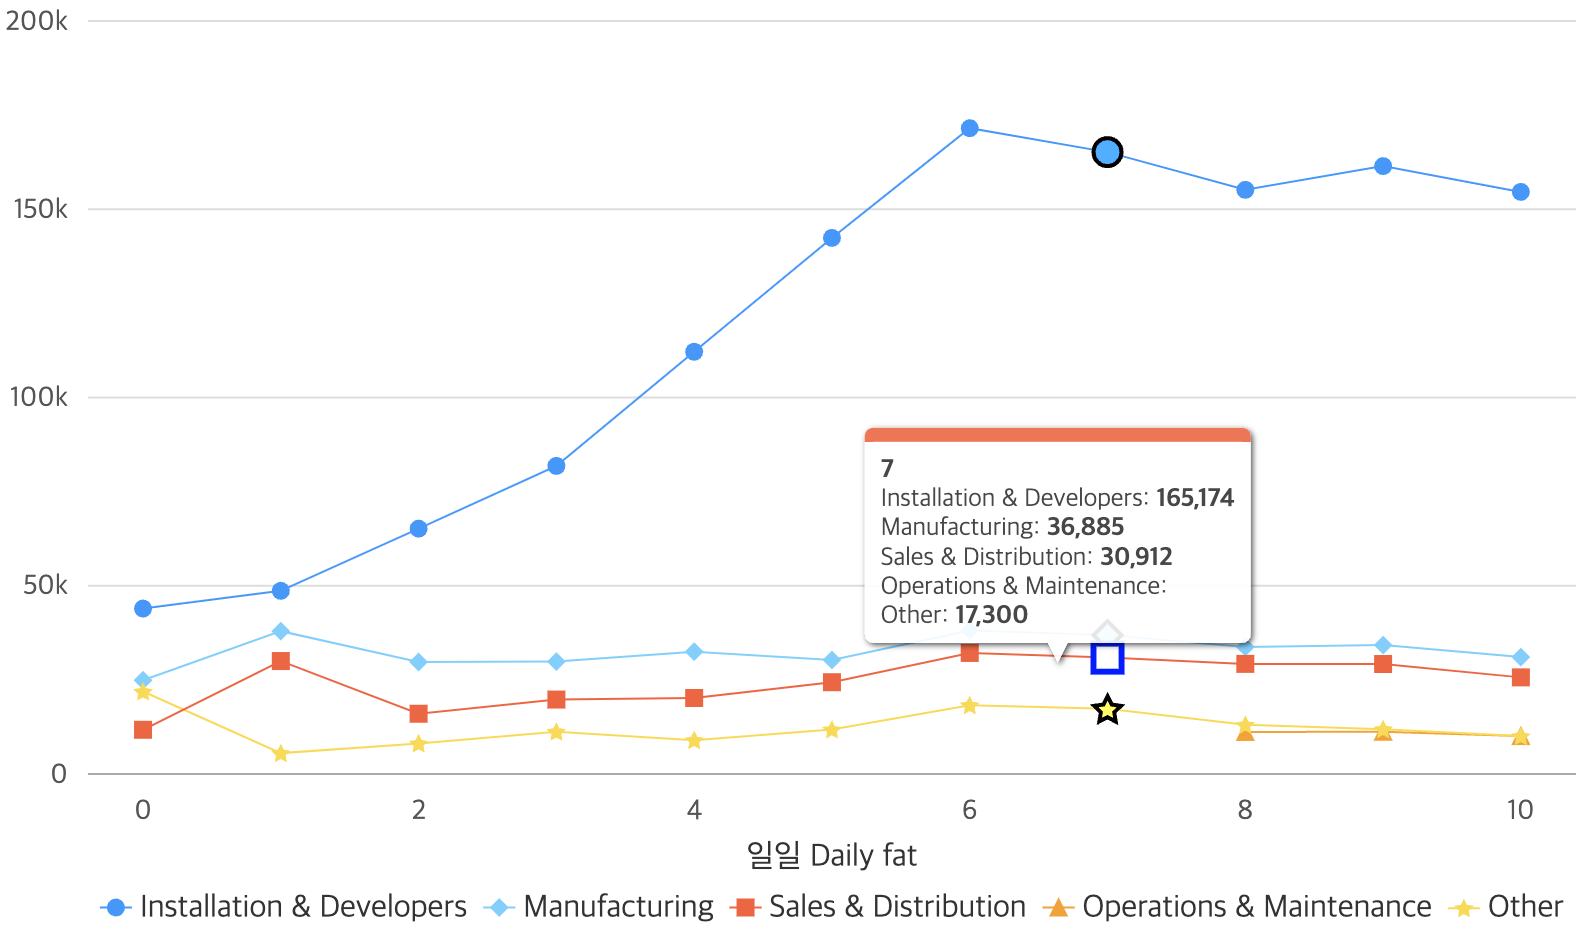 200k
150k
100k
50k
0
7
Installation & Developers: 165,174
Manufacturing: 36,885
Sales & Distribution: 30,912
Operations & Maintenance:
Other: 17,300
0 2 4 6 8 10
일일 Daily fat
Installation & Developers Manufacturing Sales & Distribution Operations & Maintenance Other